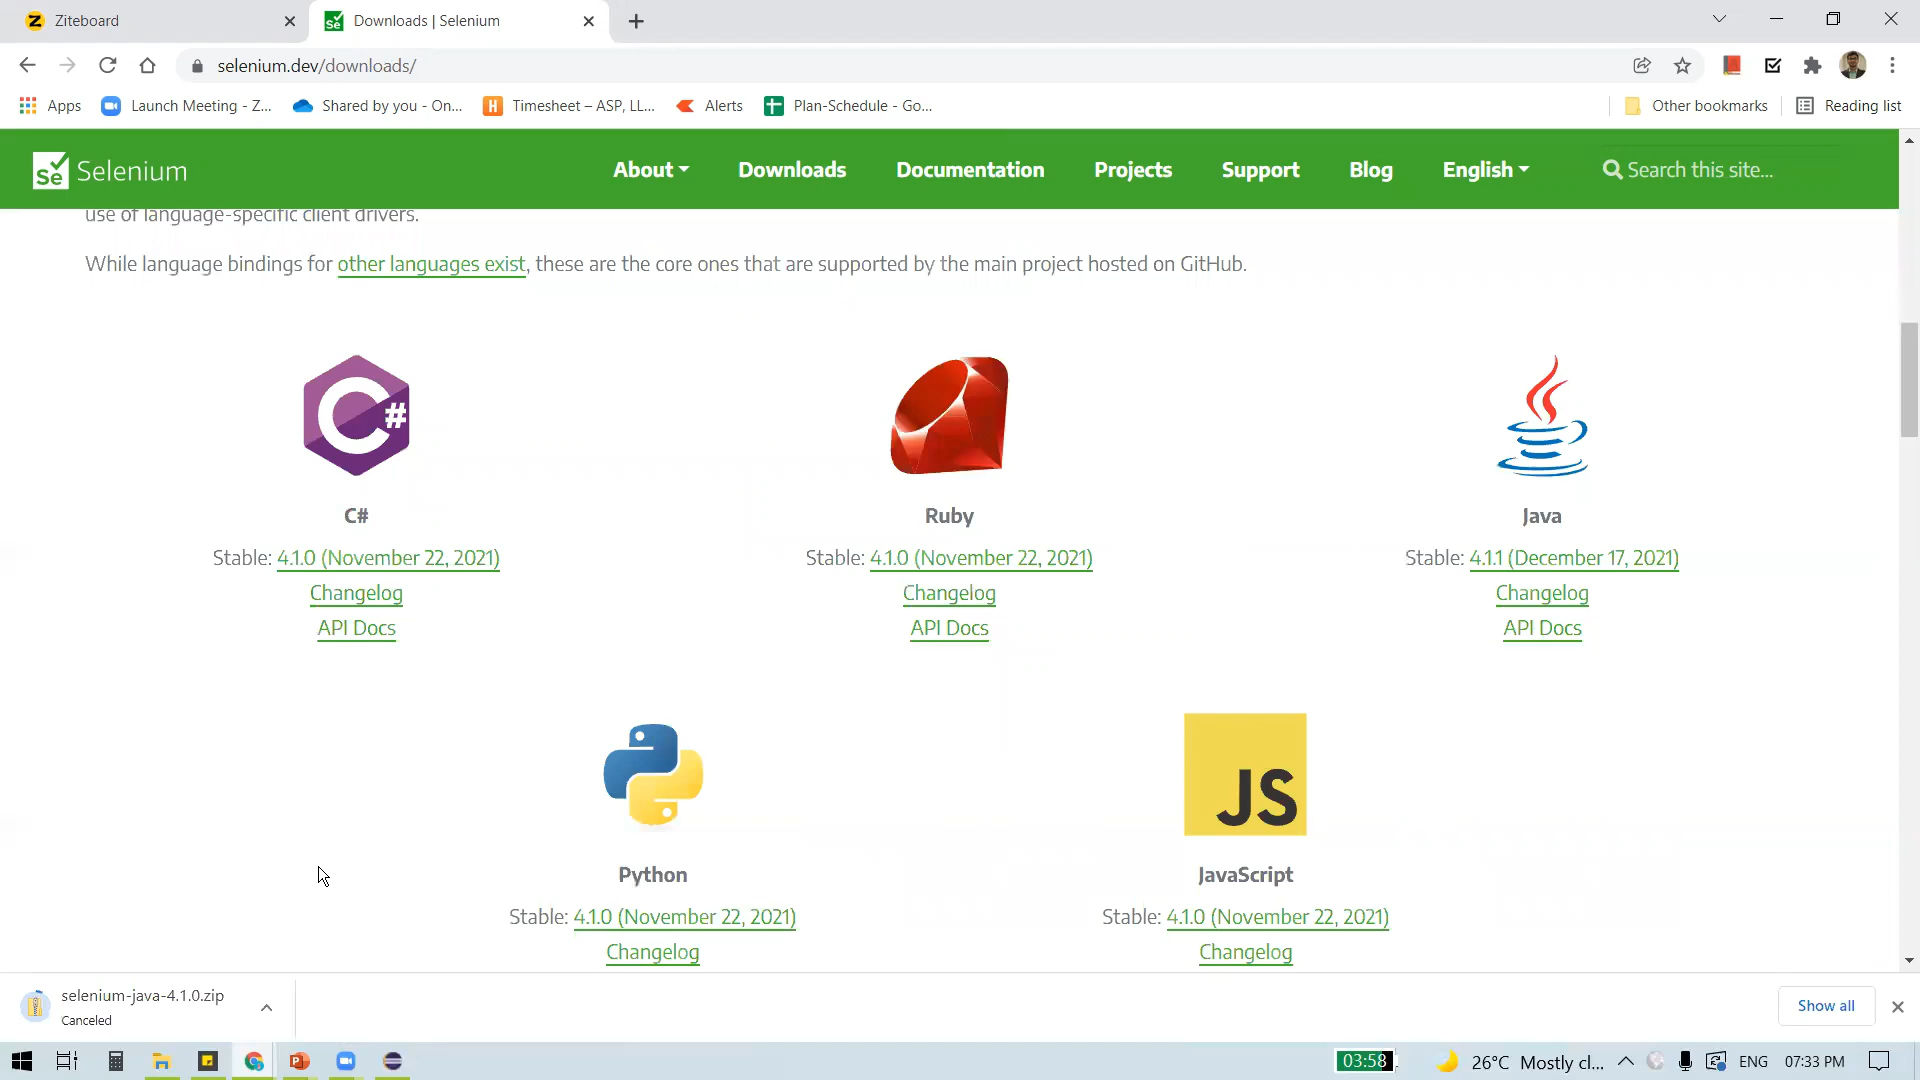 Ziteboard
Downloads | Selenium
selenium.dev/downloads/
Apps
Launch Meeting - Z...
Shared by you - On...
Timesheet – ASP, LL...
Alerts
Plan-Schedule - Go...
Other bookmarks
Reading list
Se Selenium
About
Downloads
Documentation
Projects
Support
Blog
English
Search this site...
use of language-specific client drivers.
While language bindings for other languages exist, these are the core ones that are supported by the main project hosted on GitHub.
C#
Ruby
Java
Stable: 4.1.0 (November 22, 2021)
Stable: 4.1.0 (November 22, 2021)
Stable: 4.1.1 (December 17, 2021)
Changelog
Changelog
Changelog
API Docs
API Docs
API Docs
JS
Python
JavaScript
Stable: 4.1.0 (November 22, 2021)
Stable: 4.1.0 (November 22, 2021)
Changelog
Changelog
selenium-java-4.1.0.zip
Canceled
Show all
03:58
26°C Mostly cl...
ENG
07:33 PM